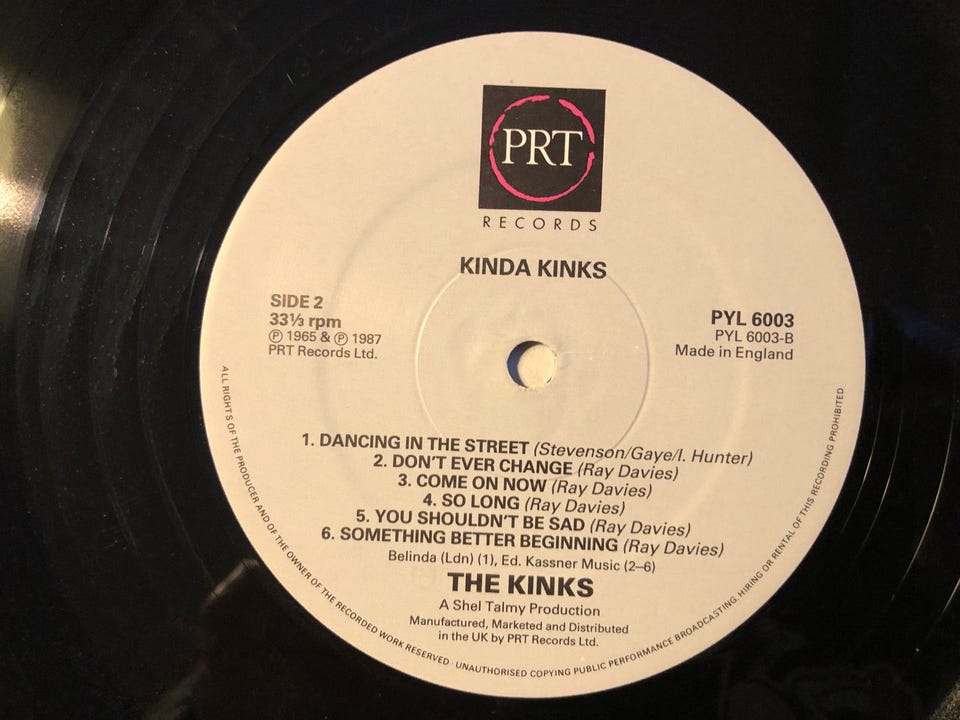 PRT
RECORDS
KINDA KINKS
SIDE 2
33⅓ rpm
℗ 1965 & ℗ 1987
PRT Records Ltd.
PYL 6003
PYL 6003-B
Made in England
1. DANCING IN THE STREET (Stevenson/Gaye/I. Hunter)
2. DON'T EVER CHANGE (Ray Davies)
3. COME ON NOW (Ray Davies)
4. SO LONG (Ray Davies)
5. YOU SHOULDN'T BE SAD (Ray Davies)
6. SOMETHING BETTER BEGINNING (Ray Davies)
Belinda (Ldn) (1), Ed. Kassner Music (2–6)
THE KINKS
A Shel Talmy Production
Manufactured, Marketed and Distributed
in the UK by PRT Records Ltd.
ALL RIGHTS OF THE PRODUCER AND OF THE OWNER OF THE RECORDED WORK RESERVED · UNAUTHORISED COPYING PUBLIC PERFORMANCE BROADCASTING, HIRING OR RENTAL OF THIS RECORDING PROHIBITED